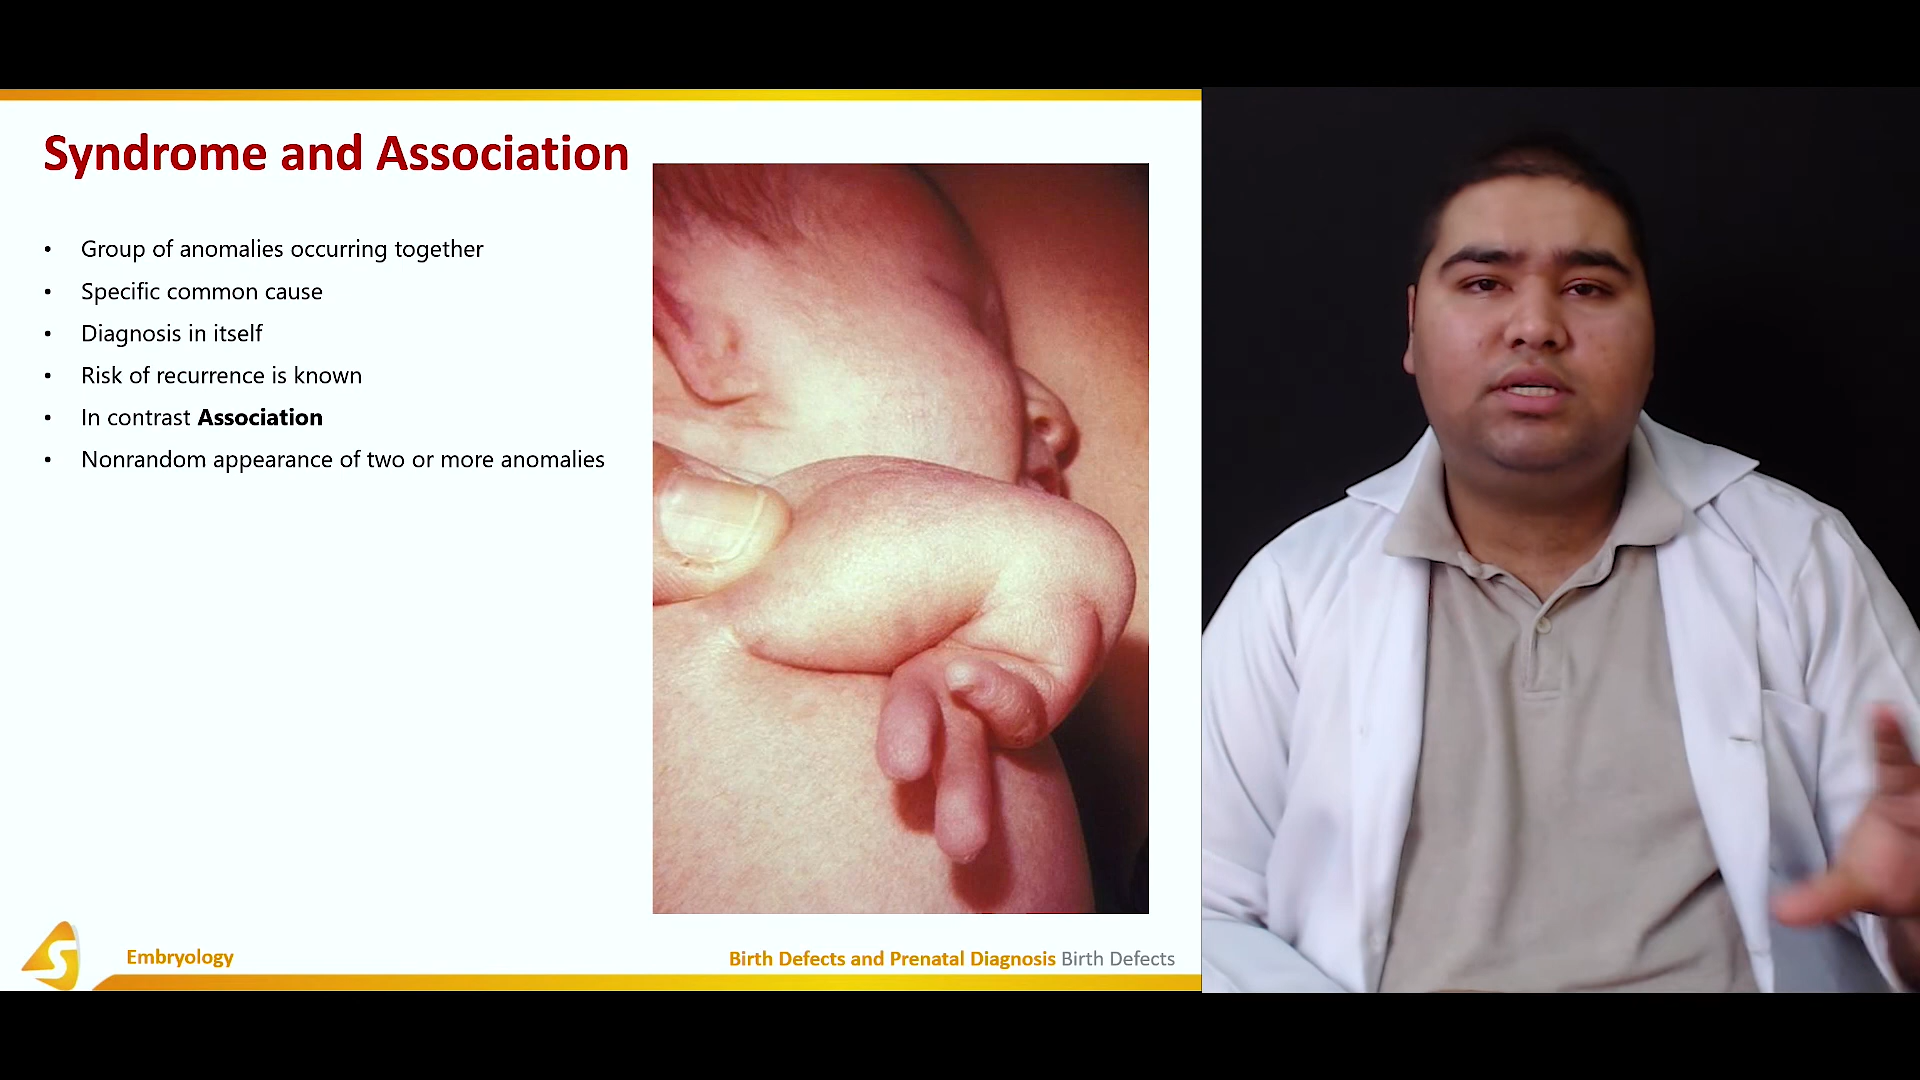 Syndrome and Association
• Group of anomalies occurring together
• Specific common cause
• Diagnosis in itself
• Risk of recurrence is known
• In contrast Association
• Nonrandom appearance of two or more anomalies
S
Embryology
Birth Defects and Prenatal Diagnosis Birth Defects